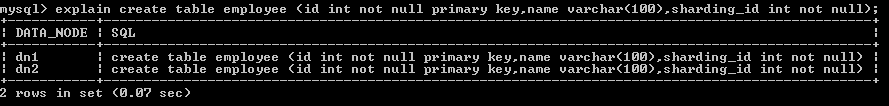 mysql> explain create table employee (id int not null primary key,name varchar(100),sharding_id int not null);
+-----------+---------------------------------------------------------------------------------------------------+
| DATA_NODE | SQL                                                                                               |
+-----------+---------------------------------------------------------------------------------------------------+
| dn1       | create table employee (id int not null primary key,name varchar(100),sharding_id int not null) |
| dn2       | create table employee (id int not null primary key,name varchar(100),sharding_id int not null) |
+-----------+---------------------------------------------------------------------------------------------------+
2 rows in set (0.07 sec)